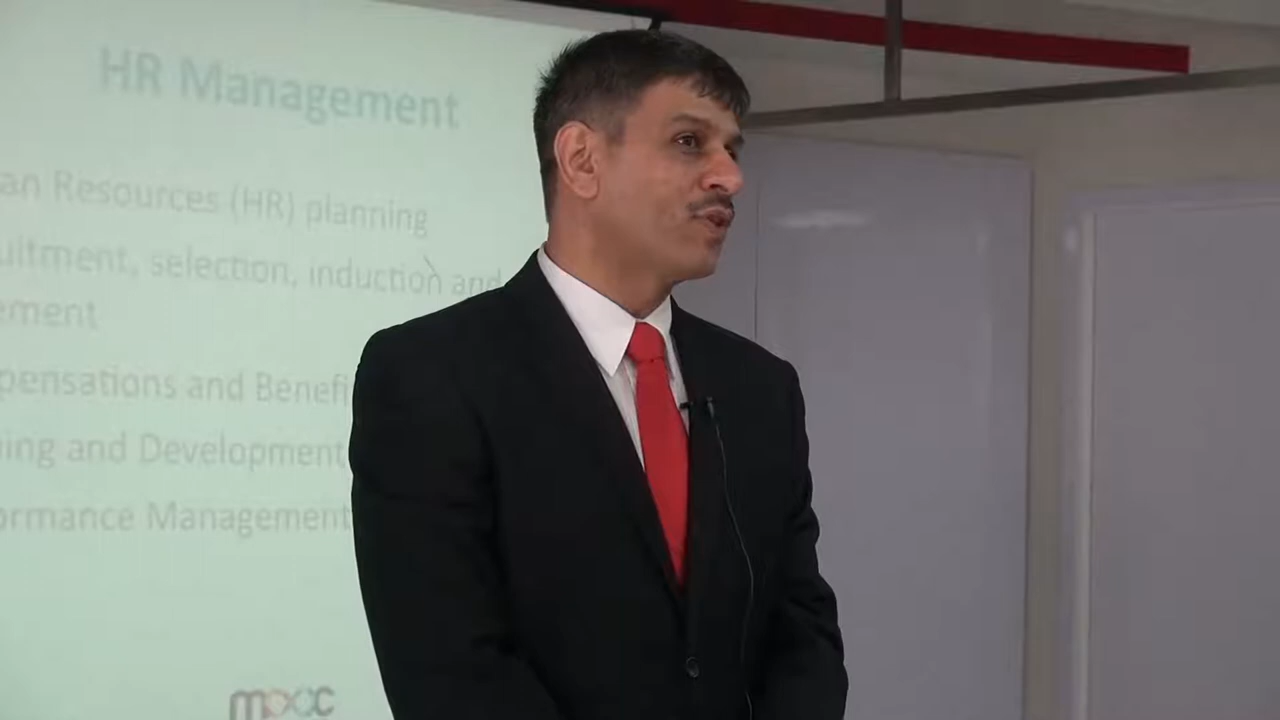 HR Management
an Resources (HR) planning
uitment, selection, induction and
ement
pensations and Benefi
ning and Development
ormance Management
mooc